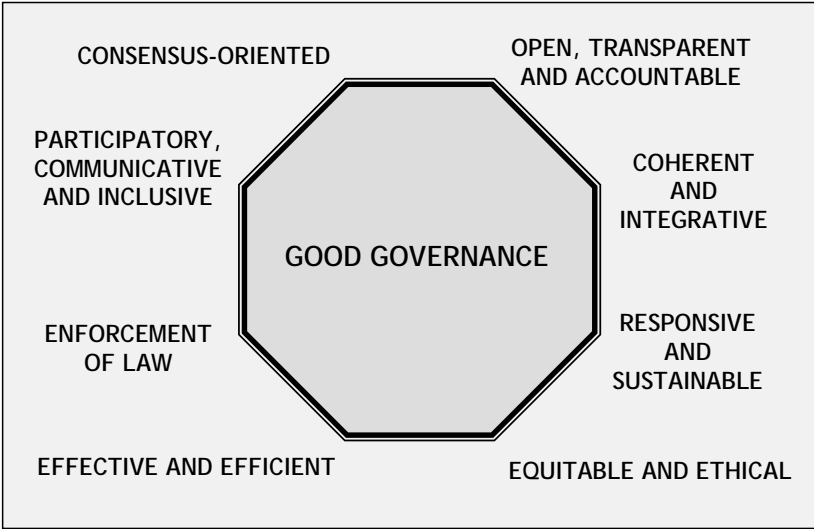 CONSENSUS-ORIENTED
OPEN, TRANSPARENT
AND ACCOUNTABLE
PARTICIPATORY,
COMMUNICATIVE
AND INCLUSIVE
COHERENT
AND
INTEGRATIVE
GOOD GOVERNANCE
ENFORCEMENT
OF LAW
RESPONSIVE
AND
SUSTAINABLE
EFFECTIVE AND EFFICIENT
EQUITABLE AND ETHICAL